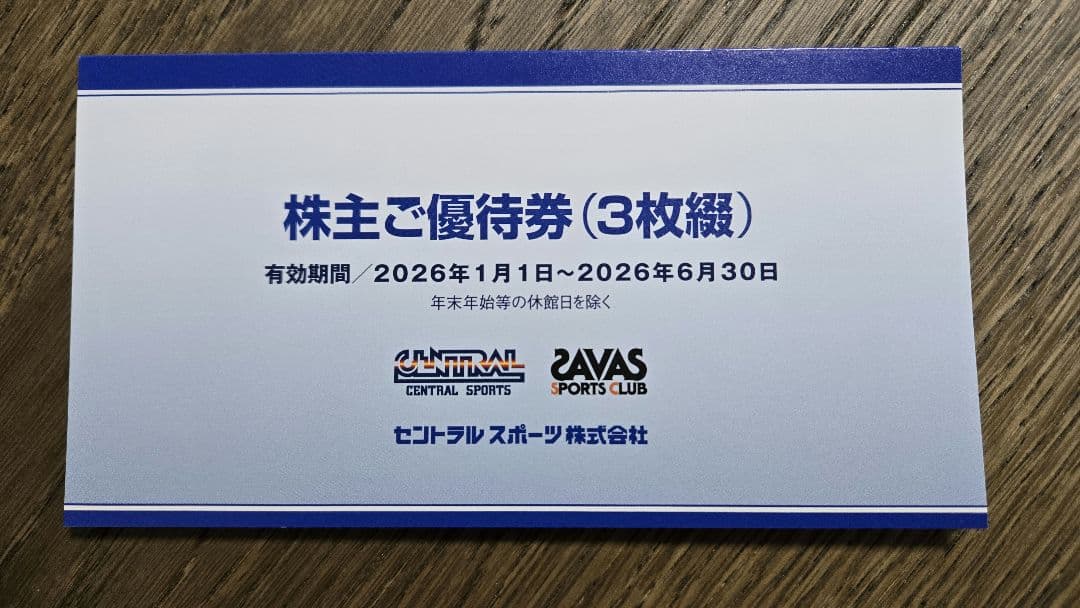 株主ご優待券（3枚綴）
有効期間／2026年1月1日～2026年6月30日
年末年始等の休館日を除く
CENTRAL
CENTRAL SPORTS
SAVAS
SPORTS CLUB
セントラルスポーツ株式会社